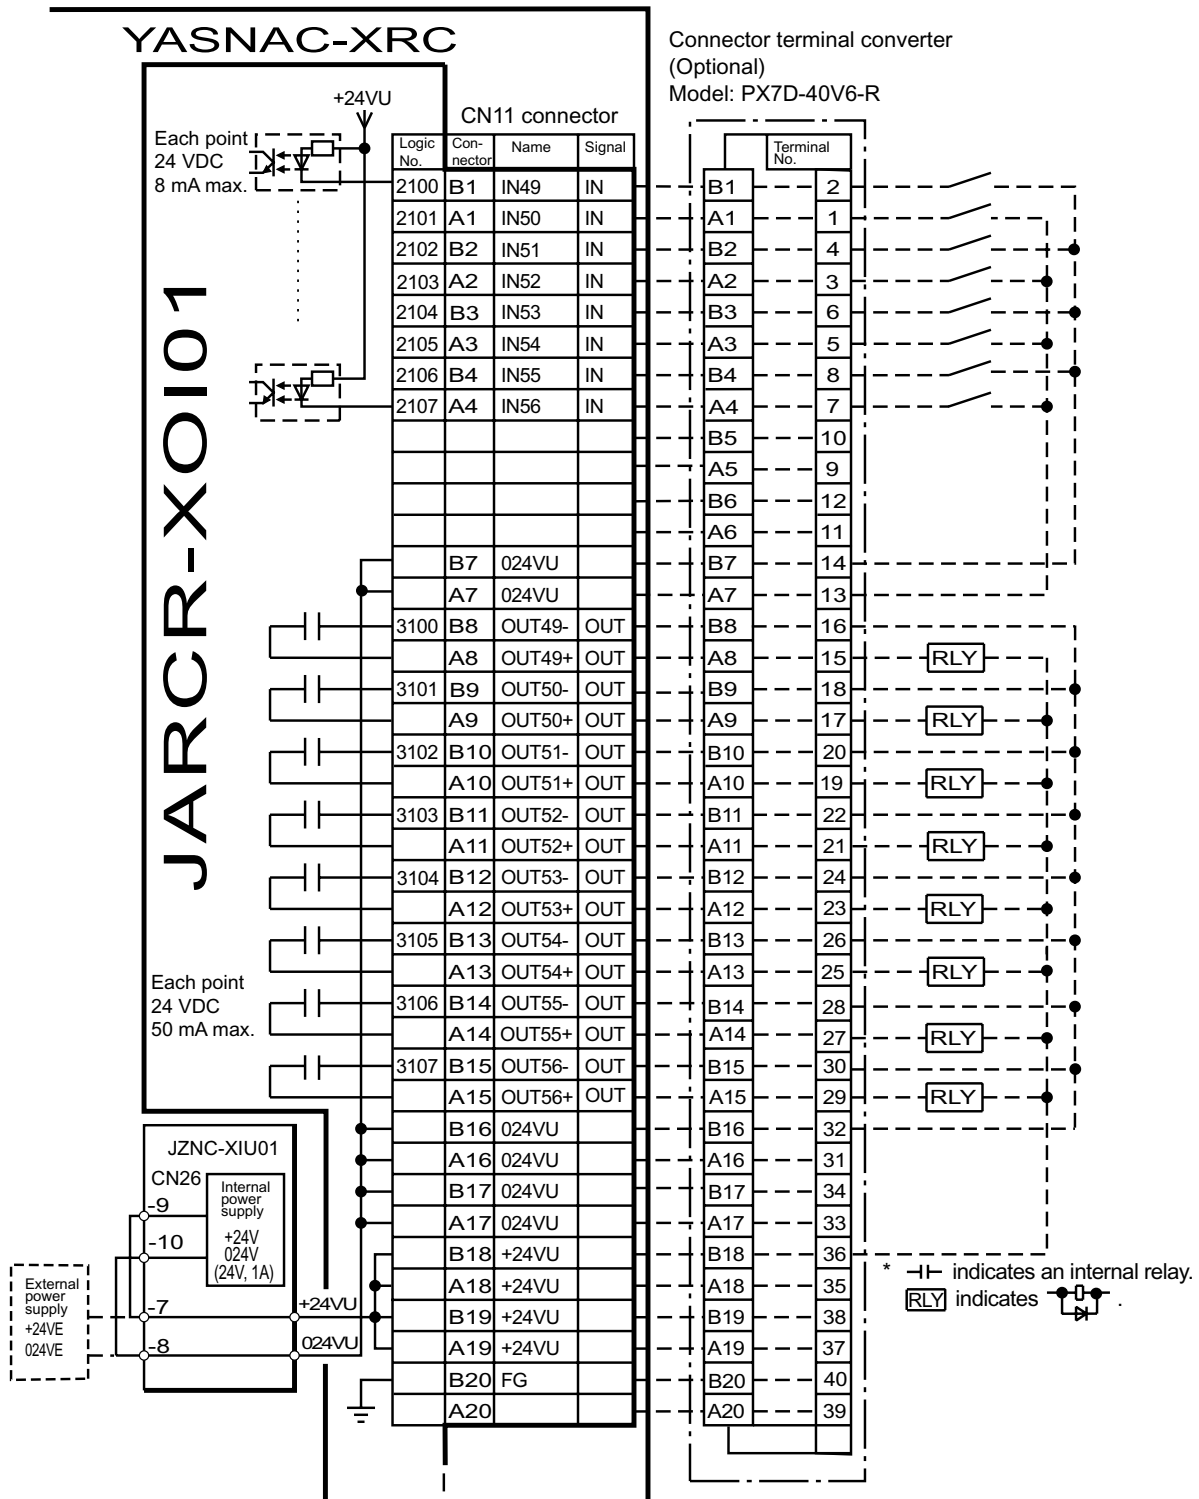 YASNAC-XRC
Connector terminal converter
(Optional)
Model: PX7D-40V6-R
+24VU
CN11 connector
Each point
24 VDC
8 mA max.
Logic No. Con-nector Name Signal
Terminal No.
2100 B1 IN49 IN B1 2
2101 A1 IN50 IN A1 1
2102 B2 IN51 IN B2 4
2103 A2 IN52 IN A2 3
2104 B3 IN53 IN B3 6
2105 A3 IN54 IN A3 5
2106 B4 IN55 IN B4 8
2107 A4 IN56 IN A4 7
B5 10
A5 9
B6 12
A6 11
B7 024VU B7 14
A7 024VU A7 13
3100 B8 OUT49- OUT B8 16
A8 OUT49+ OUT A8 15 RLY
3101 B9 OUT50- OUT B9 18
A9 OUT50+ OUT A9 17 RLY
3102 B10 OUT51- OUT B10 20
A10 OUT51+ OUT A10 19 RLY
3103 B11 OUT52- OUT B11 22
A11 OUT52+ OUT A11 21 RLY
3104 B12 OUT53- OUT B12 24
A12 OUT53+ OUT A12 23 RLY
3105 B13 OUT54- OUT B13 26
A13 OUT54+ OUT A13 25 RLY
3106 B14 OUT55- OUT B14 28
A14 OUT55+ OUT A14 27 RLY
3107 B15 OUT56- OUT B15 30
A15 OUT56+ OUT A15 29 RLY
B16 024VU B16 32
A16 024VU A16 31
B17 024VU B17 34
A17 024VU A17 33
B18 +24VU B18 36
A18 +24VU A18 35
B19 +24VU B19 38
A19 +24VU A19 37
B20 FG B20 40
A20 A20 39
JARCR-XOI01
Each point
24 VDC
50 mA max.
JZNC-XIU01
CN26
-9
-10
-7
-8
Internal
power
supply
+24V
024V
(24V, 1A)
External
power
supply
+24VE
024VE
+24VU
024VU
* indicates an internal relay.
RLY indicates .